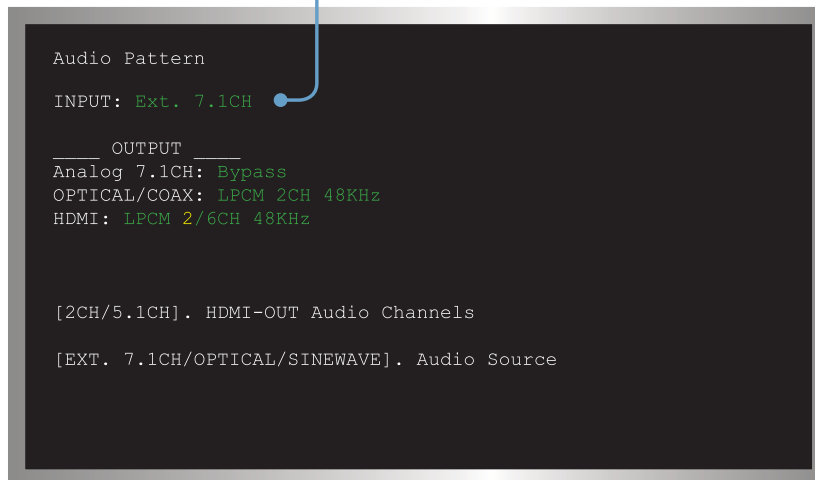 Audio Pattern
INPUT: Ext. 7.1CH
____ OUTPUT ____
Analog 7.1CH: Bypass
OPTICAL/COAX: LPCM 2CH 48KHz
HDMI: LPCM 2/6CH 48KHz
[2CH/5.1CH]. HDMI-OUT Audio Channels
[EXT. 7.1CH/OPTICAL/SINEWAVE]. Audio Source